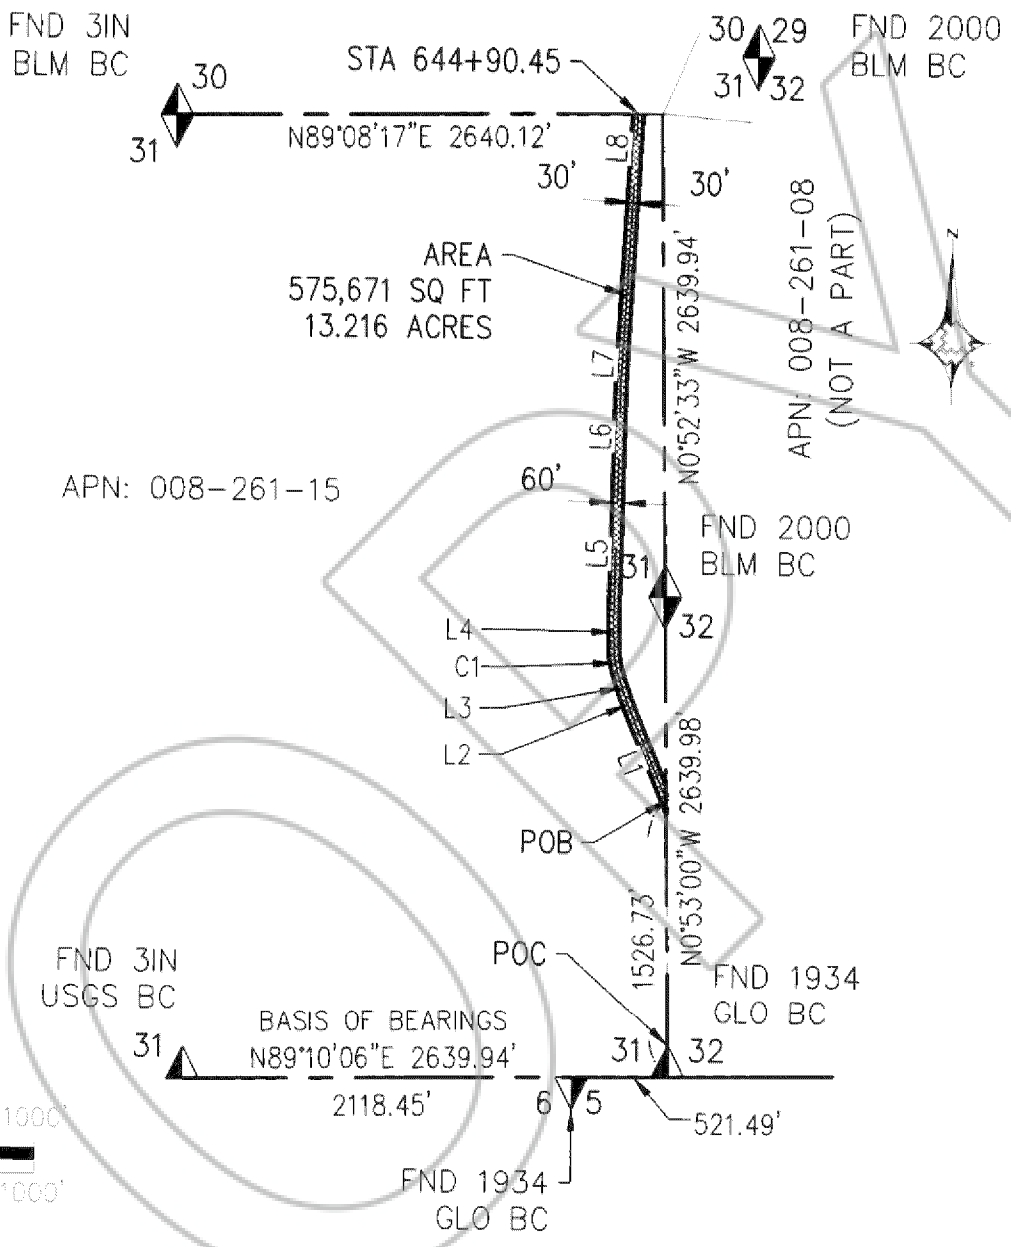 FND 3IN
BLM BC
30
31
STA 644+90.45
30 29
31 32
FND 2000
BLM BC
N89°08'17"E 2640.12'
L8
30'
30'
AREA
575,671 SQ FT
13.216 ACRES
N0°52'33"W 2639.94'
APN: 008-261-08
(NOT A PART)
N
L7
L6
APN: 008-261-15
60'
L5
FND 2000
BLM BC
31
32
L4
C1
L3
L2
L1
POB
N0°53'00"W 2639.98'
1526.73'
POC
FND 3IN
USGS BC
31
BASIS OF BEARINGS
N89°10'06"E 2639.94'
2118.45'
31
32
FND 1934
GLO BC
6 5
521.49'
FND 1934
GLO BC
1000'
1000'
COPY